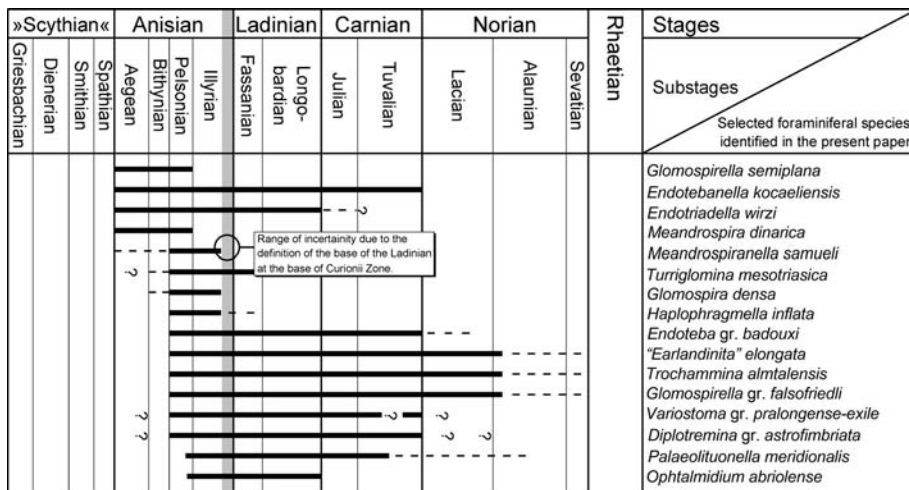 »Scythian«
Anisian
Ladinian
Carnian
Norian
Rhaetian
Stages
Griesbachian
Dienerian
Smithian
Spathian
Aegean
Bithynian
Pelsonian
Illyrian
Fassanian
Longo-
bardian
Julian
Tuvalian
Lacian
Alaunian
Sevatian
Substages
Selected foraminiferal species
identified in the present paper
Glomospirella semiplana
Endotebanella kocaeliensis
? Endotriadella wirzi
Meandrospira dinarica
Range of incertainity due to the
definition of the base of the Ladinian
at the base of Curionii Zone.
Meandrospiranella samueli
? Turriglomina mesotriasica
Glomospira densa
Haplophragmella inflata
Endoteba gr. badouxi
"Earlandinita" elongata
Trochammina almtalensis
Glomospirella gr. falsofriedli
? ? ? Variostoma gr. pralongense-exile
? ? ? Diplotremina gr. astrofimbriata
Palaeolituonella meridionalis
Ophtalmidium abriolense